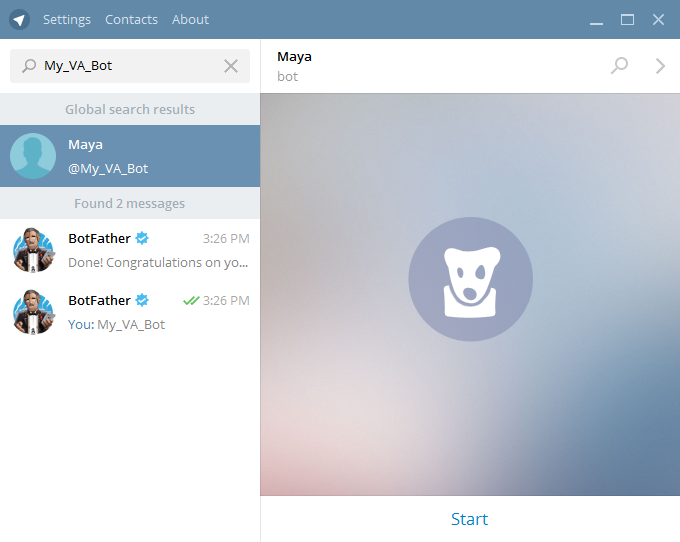 Settings Contacts About
My_VA_Bot
Global search results
Maya
@My_VA_Bot
Found 2 messages
BotFather 3:26 PM
Done! Congratulations on yo...
BotFather 3:26 PM
You: My_VA_Bot
Maya
bot
Start